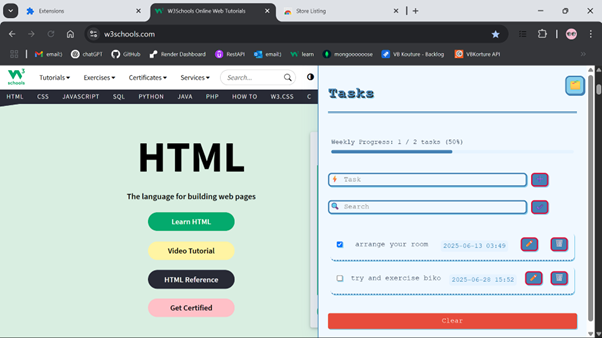 Extensions
W3Schools Online Web Tutorials
Store Listing
w3schools.com
email)
chatGPT
GitHub
Render Dashboard
RestAPI
email)
learn
mongoooooose
VB Kouture - Backlog
VBKorture API
W3 schools
Tutorials
Exercises
Certificates
Services
Search...
HTML
CSS
JAVASCRIPT
SQL
PYTHON
JAVA
PHP
HOW TO
W3.CSS
C
HTML
The language for building web pages
Learn HTML
Video Tutorial
HTML Reference
Get Certified
Tasks
Weekly Progress: 1 / 2 tasks (50%)
Task
Search
arrange your room 2025-06-13 03:49
try and exercise biko 2025-06-28 15:52
Clear